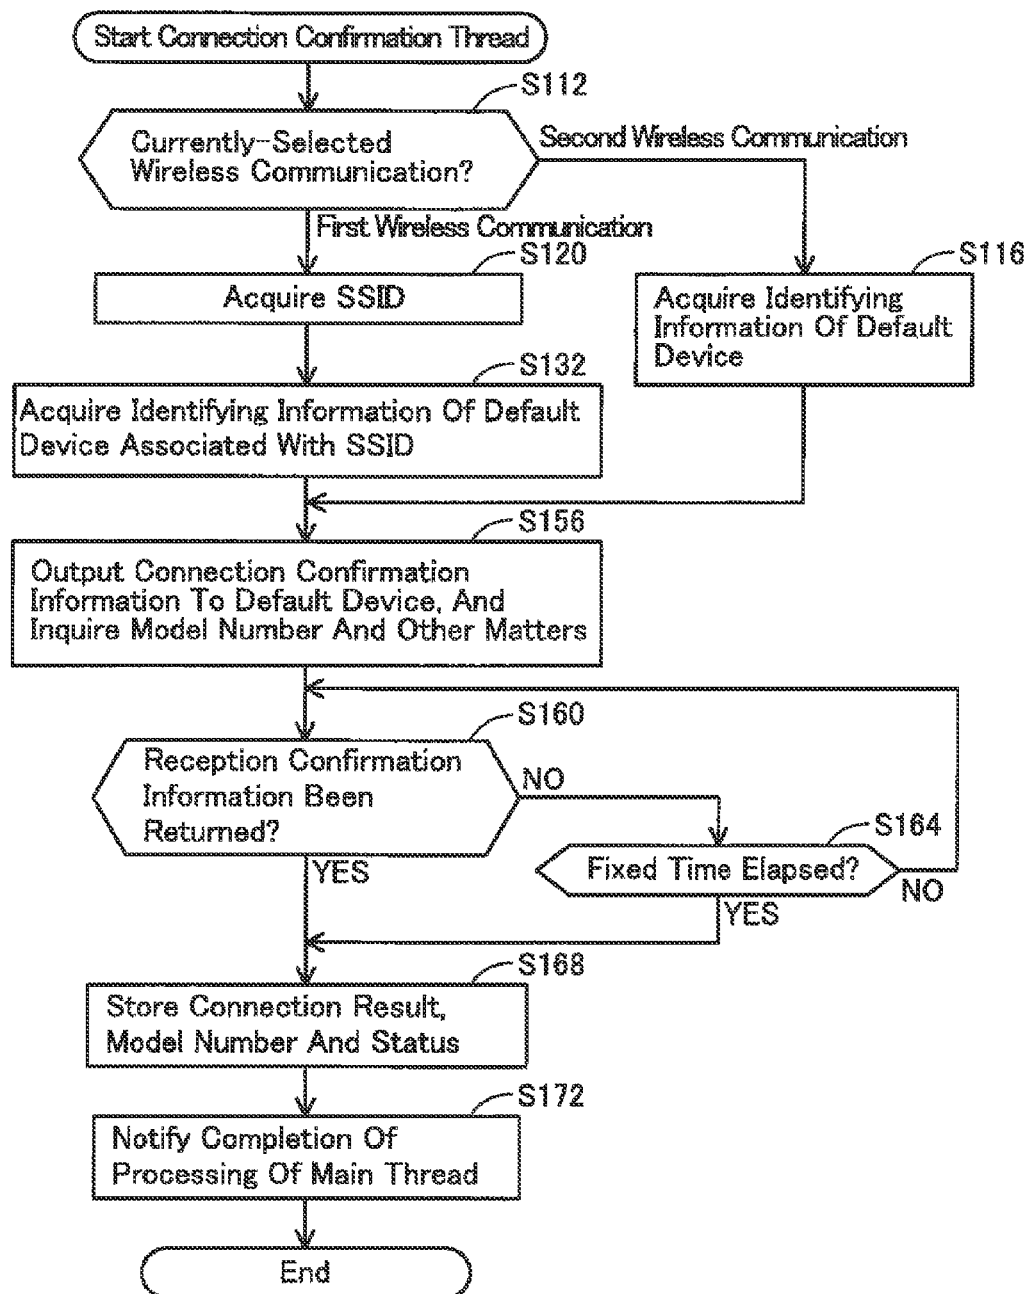 Start Connection Confirmation Thread
S112
Currently-Selected
Wireless Communication?
Second Wireless Communication
First Wireless Communication
S120
Acquire SSID
S116
Acquire Identifying
Information Of Default
Device
S132
Acquire Identifying Information Of Default
Device Associated With SSID
S156
Output Connection Confirmation
Information To Default Device, And
Inquire Model Number And Other Matters
S160
Reception Confirmation
Information Been
Returned?
NO
YES
S164
Fixed Time Elapsed?
NO
YES
S168
Store Connection Result,
Model Number And Status
S172
Notify Completion Of
Processing Of Main Thread
End